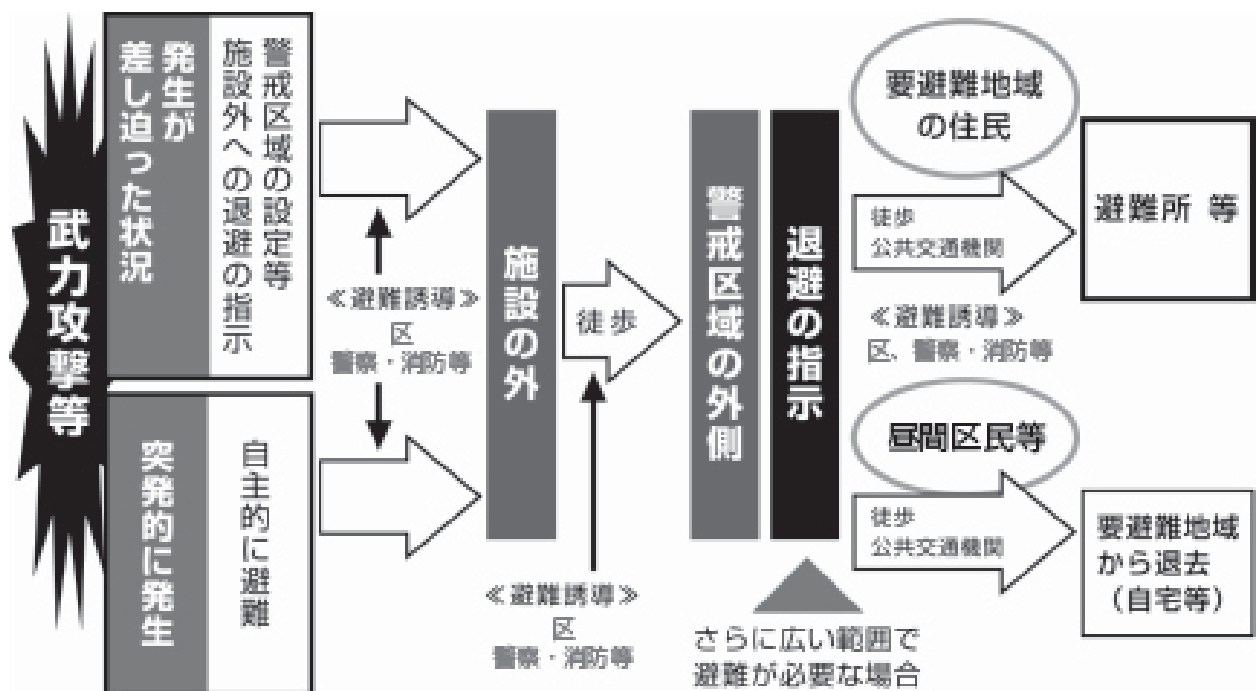 武力攻撃等
発生が
差し迫った状況
警戒区域の設定等
施設外への退避の指示
突発的に発生
自主的に避難
≪避難誘導≫
区
警察・消防等
施設の外
徒歩
≪避難誘導≫
区
警察・消防等
警戒区域の外側
退避の指示
さらに広い範囲で
避難が必要な場合
要避難地域
の住民
徒歩
公共交通機関
≪避難誘導≫
区、警察・消防等
避難所 等
昼間区民等
徒歩
公共交通機関
要避難地域
から退去
（自宅等）